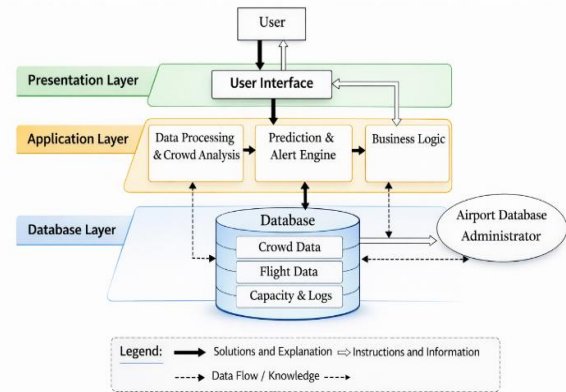 User
Presentation Layer
User Interface
Application Layer
Data Processing
& Crowd Analysis
Prediction &
Alert Engine
Business Logic
Database Layer
Database
Crowd Data
Flight Data
Capacity & Logs
Airport Database
Administrator
Legend:
Solutions and Explanation
Instructions and Information
Data Flow / Knowledge